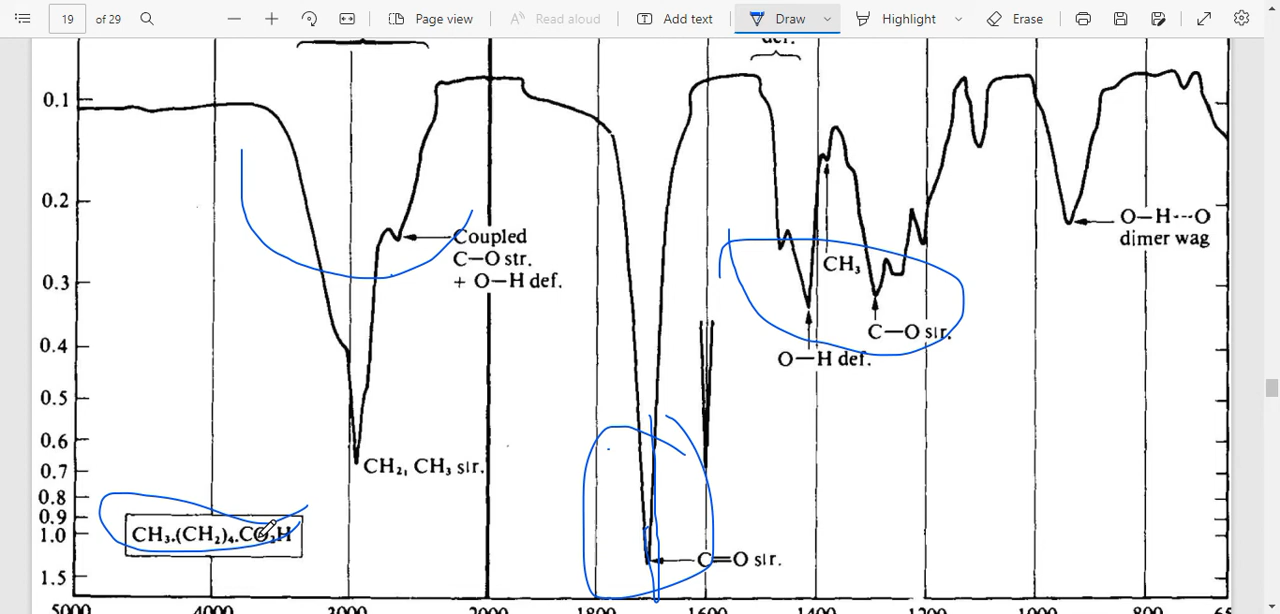 19 of 29 Page view Read aloud Add text Draw Highlight Erase
def.
0.1
0.2
0.3
0.4
0.5
0.6
0.7
0.8
0.9
1.0
1.5
Coupled
C—O str.
+ O—H def.
CH₂, CH₃ str.
CH₃.(CH₂)₄.CO₂H
C=O str.
CH₃
C—O str.
O—H def.
O—H---O
dimer wag
5000 4000 3000 2000 1800 1600 1400 1200 1000 800 65